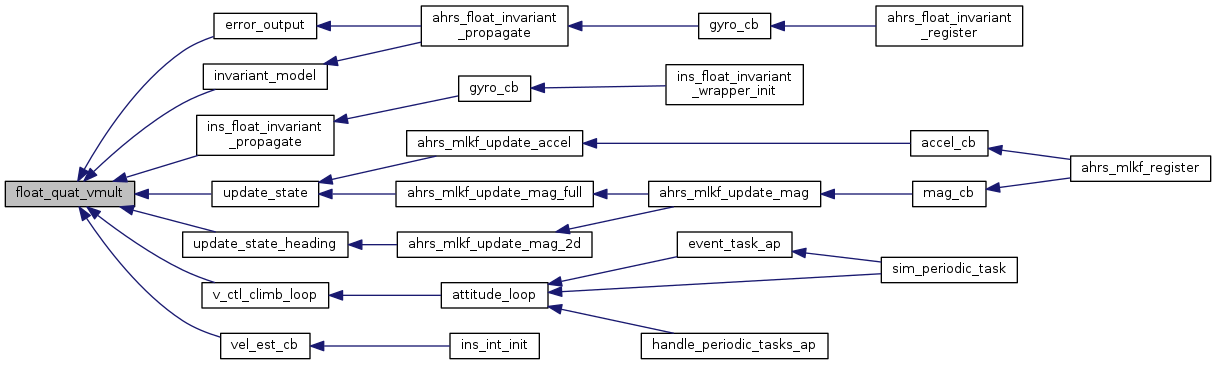 float_quat_vmult
error_output
ahrs_float_invariant
_propagate
gyro_cb
ahrs_float_invariant
_register
invariant_model
ins_float_invariant
_propagate
gyro_cb
ins_float_invariant
_wrapper_init
update_state
ahrs_mlkf_update_accel
accel_cb
ahrs_mlkf_register
ahrs_mlkf_update_mag_full
ahrs_mlkf_update_mag
mag_cb
update_state_heading
ahrs_mlkf_update_mag_2d
v_ctl_climb_loop
attitude_loop
event_task_ap
sim_periodic_task
handle_periodic_tasks_ap
vel_est_cb
ins_int_init